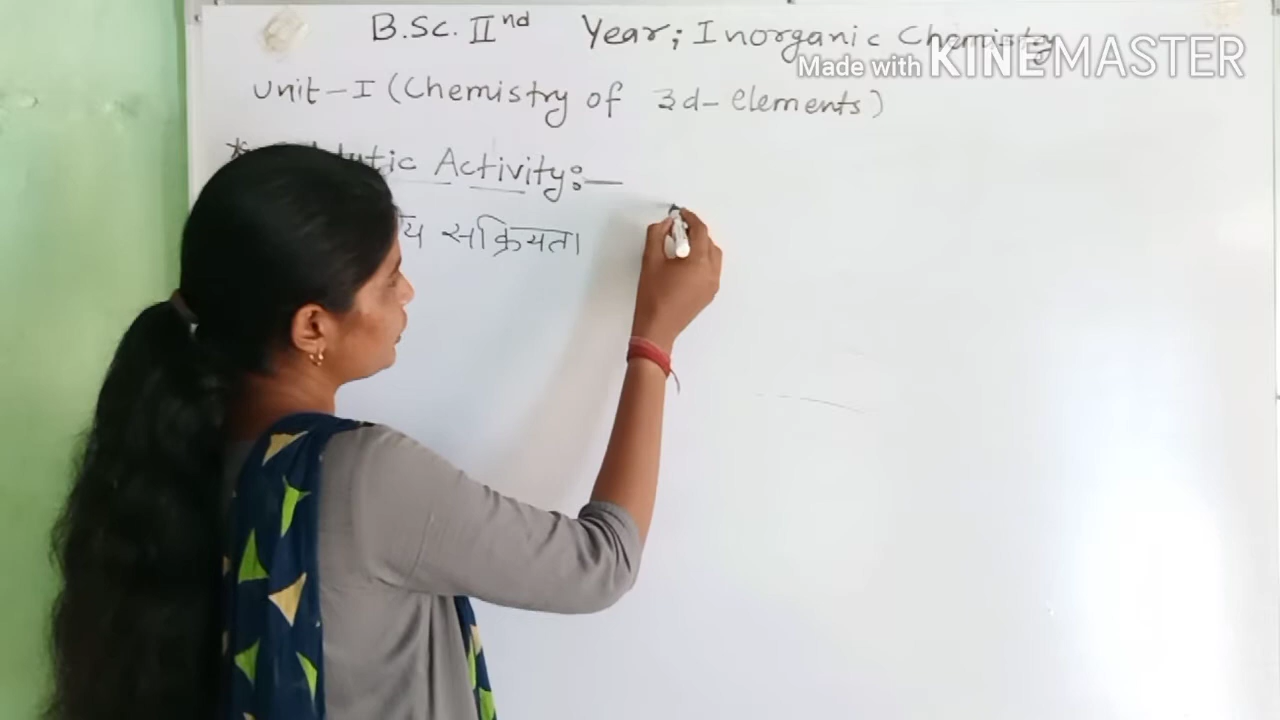 B.Sc. IInd Year; Inorganic Chemistry
Made with KINEMASTER
Unit-I (Chemistry of 3d-elements)
* Activity:-
सक्रियता